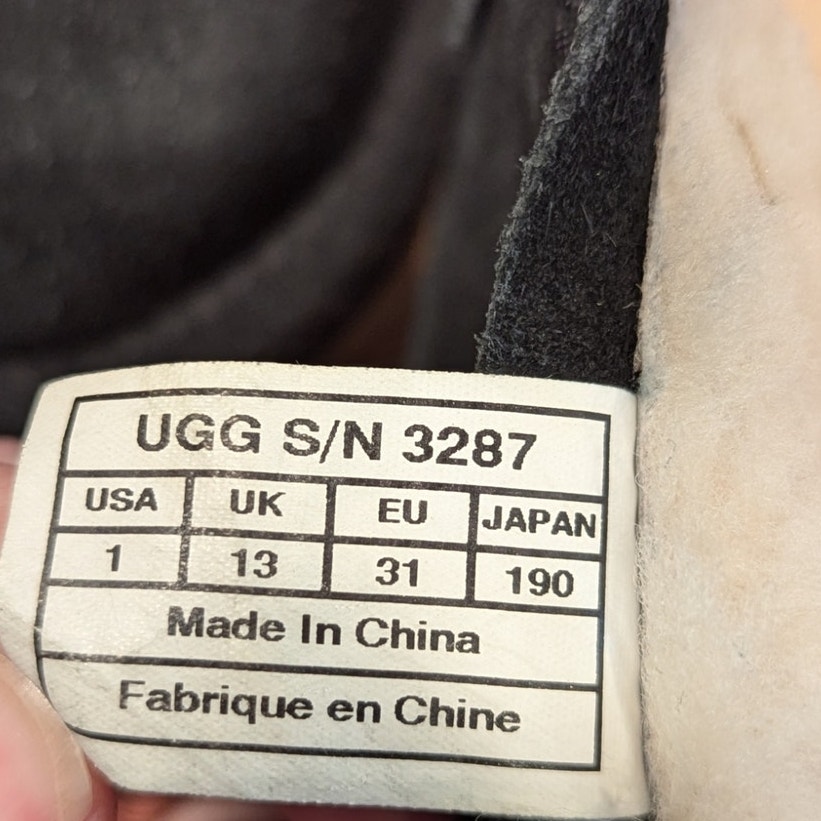 UGG S/N 3287
USA UK EU JAPAN
1 13 31 190
Made In China
Fabrique en Chine